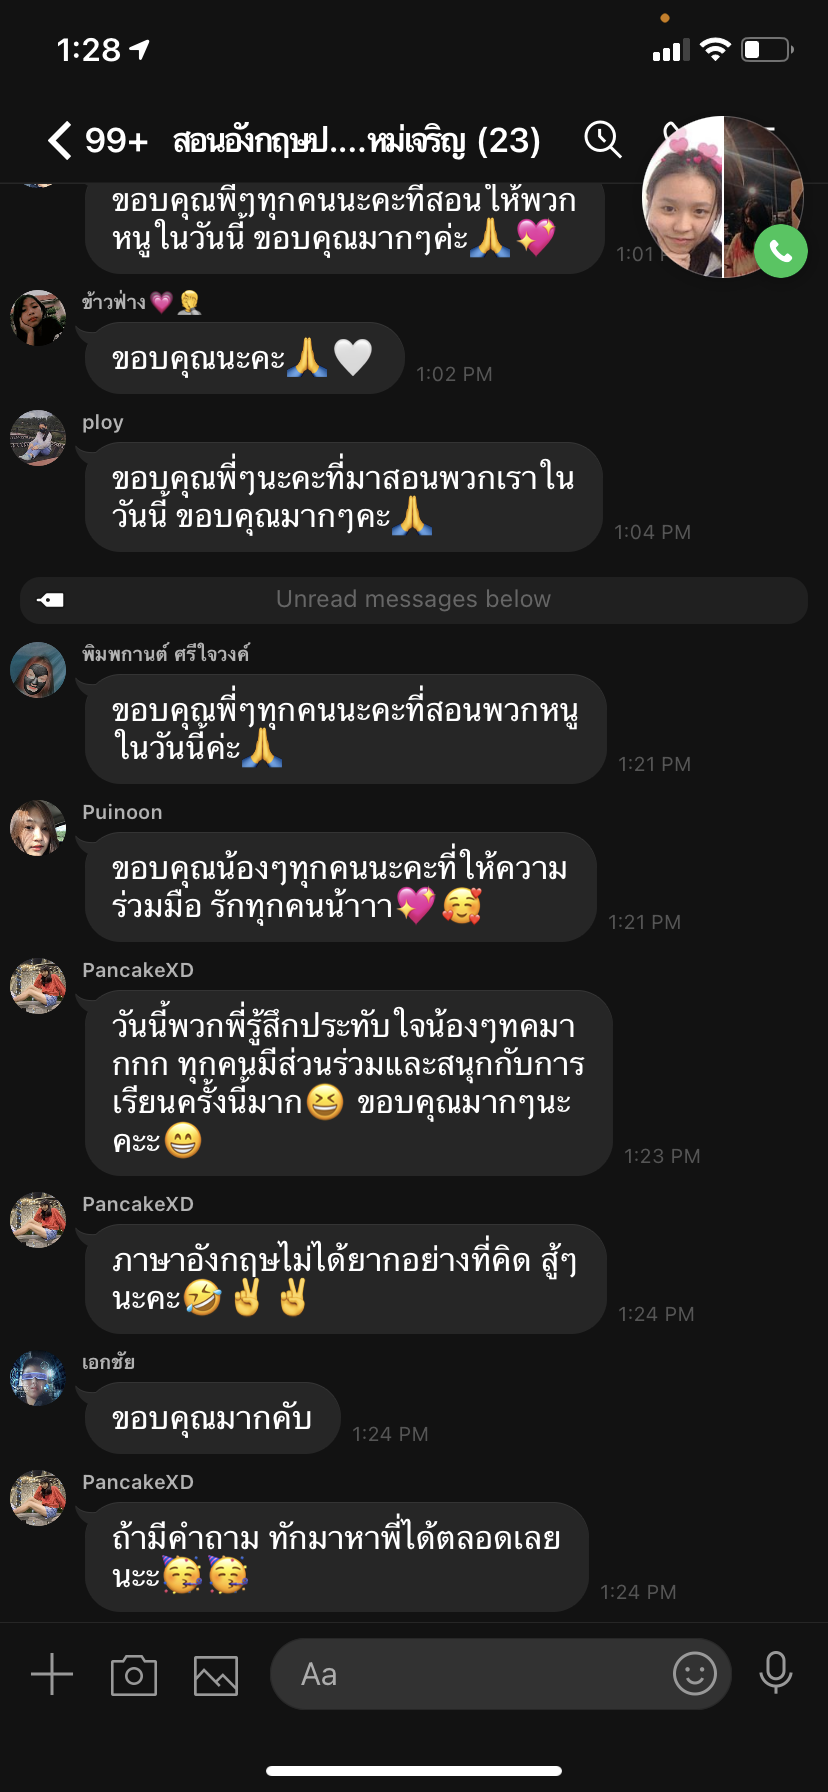 1:28
99+ สอนอังกฤษป....หม่เจริญ (23)
ขอบคุณพี่ๆทุกคนนะคะที่สอนให้พวก
หนูในวันนี้ ขอบคุณมากๆค่ะ🙏💖
1:01
ข้าวฟ่าง💗🤦
ขอบคุณนะคะ🙏🤍
1:02 PM
ploy
ขอบคุณพี่ๆนะคะที่มาสอนพวกเราใน
วันนี้ ขอบคุณมากๆคะ🙏
1:04 PM
Unread messages below
พิมพกานต์ ศรีใจวงค์
ขอบคุณพี่ๆทุกคนนะคะที่สอนพวกหนู
ในวันนี้ค่ะ🙏
1:21 PM
Puinoon
ขอบคุณน้องๆทุกคนนะคะที่ให้ความ
ร่วมมือ รักทุกคนน้าาา💖🥰
1:21 PM
PancakeXD
วันนี้พวกพี่รู้สึกประทับใจน้องๆทคมา
กกก ทุกคนมีส่วนร่วมและสนุกกับการ
เรียนครั้งนี้มาก😆 ขอบคุณมากๆนะ
คะะ😁
1:23 PM
PancakeXD
ภาษาอังกฤษไม่ได้ยากอย่างที่คิด สู้ๆ
นะคะ🤣✌️✌️
1:24 PM
เอกชัย
ขอบคุณมากคับ
1:24 PM
PancakeXD
ถ้ามีคำถาม ทักมาหาพี่ได้ตลอดเลย
นะะ🥳🥳
1:24 PM
Aa